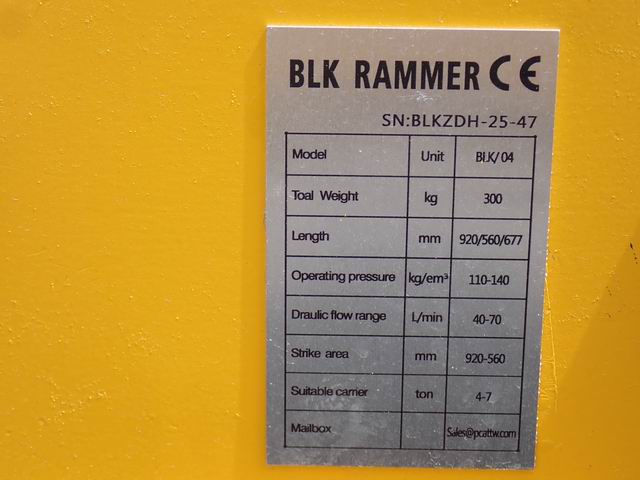 BLK RAMMER CE
SN:BLKZDH-25-47
Model Unit BLK/04
Toal Weight kg 300
Length mm 920/560/677
Operating pressure kg/em³ 110-140
Draulic flow range L/min 40-70
Strike area mm 920-560
Suitable carrier ton 4-7
Mailbox Sales@pcattw.com